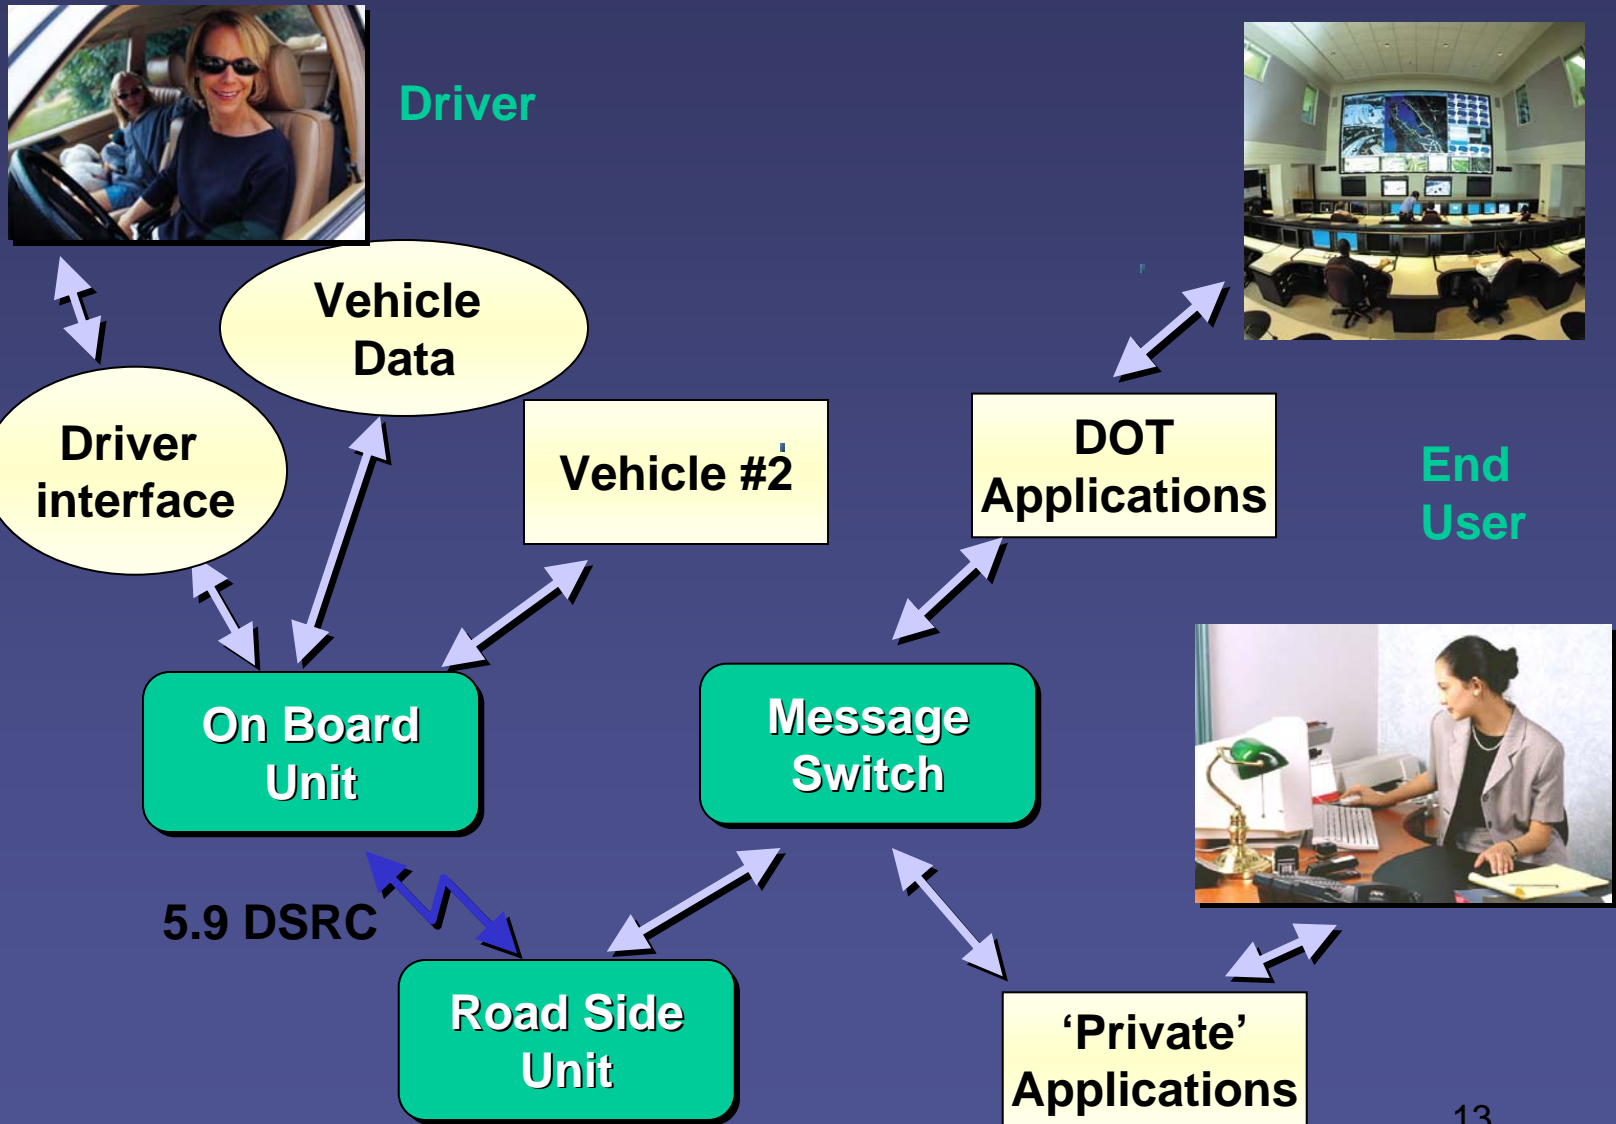 Driver
Vehicle
Data
Driver
interface
Vehicle #2
DOT
Applications
End
User
On Board
Unit
Message
Switch
5.9 DSRC
Road Side
Unit
‘Private’
Applications
13